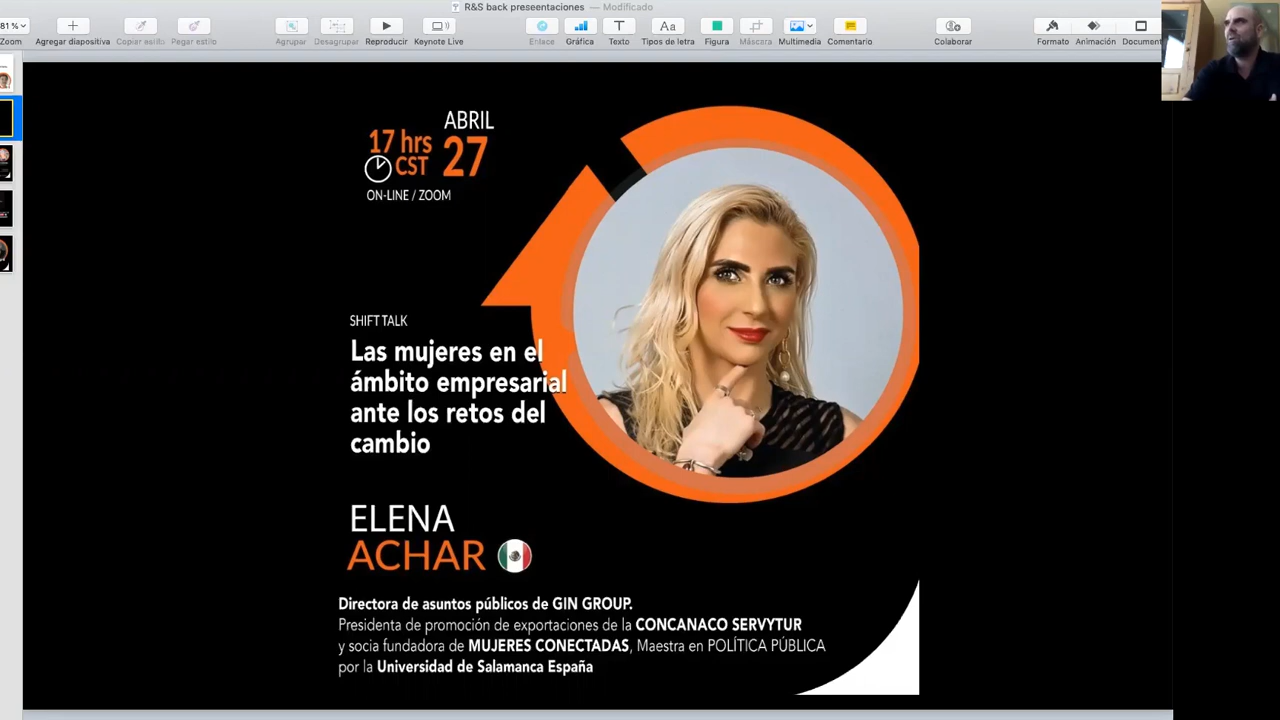 R&S back preseentaciones — Modificado
81 %
Zoom
Agregar diapositiva
Copiar estilo
Pegar estilo
Agrupar
Desagrupar
Reproducir
Keynote Live
Enlace
Gráfica
Texto
Tipos de letra
Figura
Máscara
Multimedia
Comentario
Colaborar
Formato
Animación
Document
17 hrs
CST
ABRIL
27
ON-LINE / ZOOM
SHIFT TALK
Las mujeres en el
ámbito empresarial
ante los retos del
cambio
ELENA
ACHAR
Directora de asuntos públicos de GIN GROUP.
Presidenta de promoción de exportaciones de la CONCANACO SERVYTUR
y socia fundadora de MUJERES CONECTADAS, Maestra en POLÍTICA PÚBLICA
por la Universidad de Salamanca España